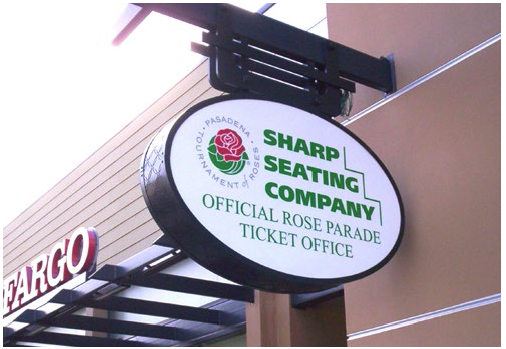 PASADENA
TOURNAMENT of ROSES
SHARP
SEATING
COMPANY
OFFICIAL ROSE PARADE
TICKET OFFICE
FARGO